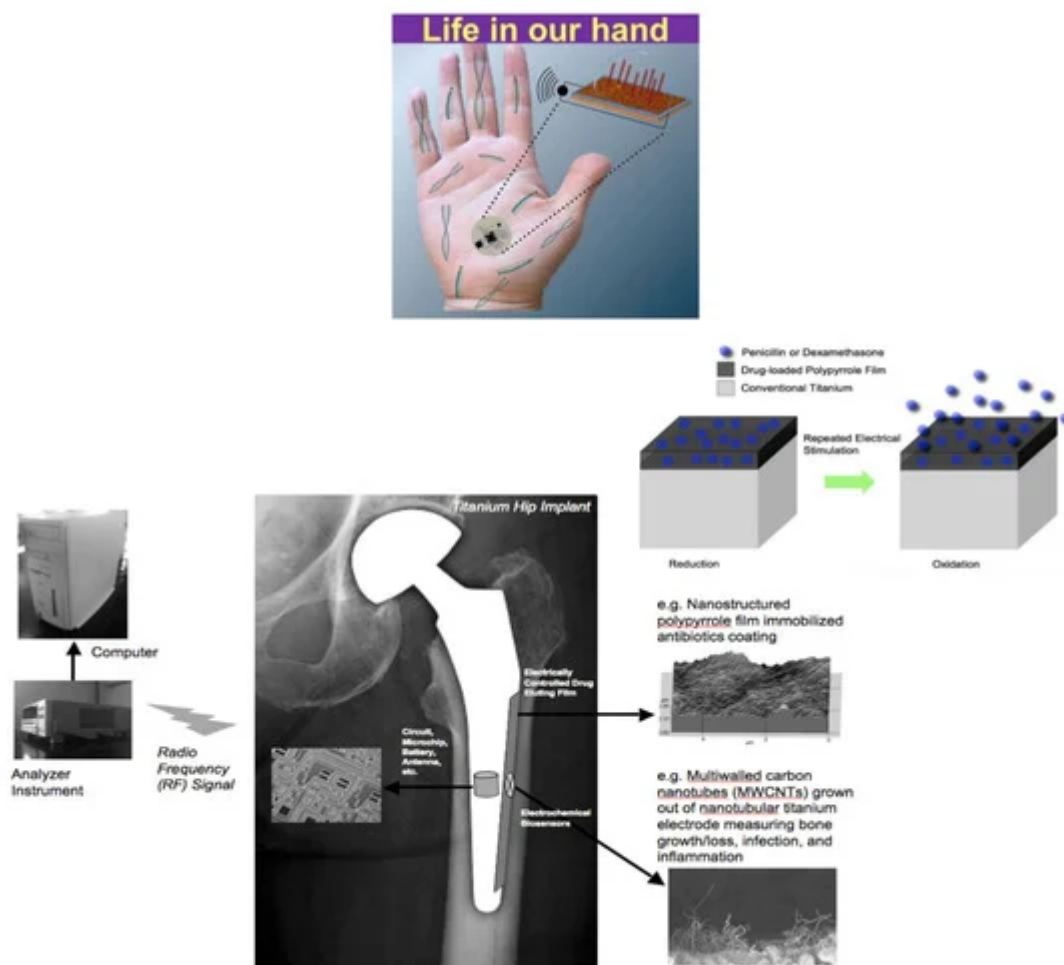 Life in our hand
Penicillin or Dexamethasone
Drug-loaded Polypyrrole Film
Conventional Titanium
Repeated Electrical
Stimulation
Reduction
Oxidation
Titanium Hip Implant
Computer
Analyzer
Instrument
Radio
Frequency
(RF) Signal
Circuit,
Microchip,
Battery,
Antenna,
etc.
Electrically
Controlled Drug
Eluting Film
Electrochemical
Biosensors
e.g. Nanostructured
polypyrrole film immobilized
antibiotics coating
e.g. Multiwalled carbon
nanotubes (MWCNTs) grown
out of nanotubular titanium
electrode measuring bone
growth/loss, infection, and
inflammation